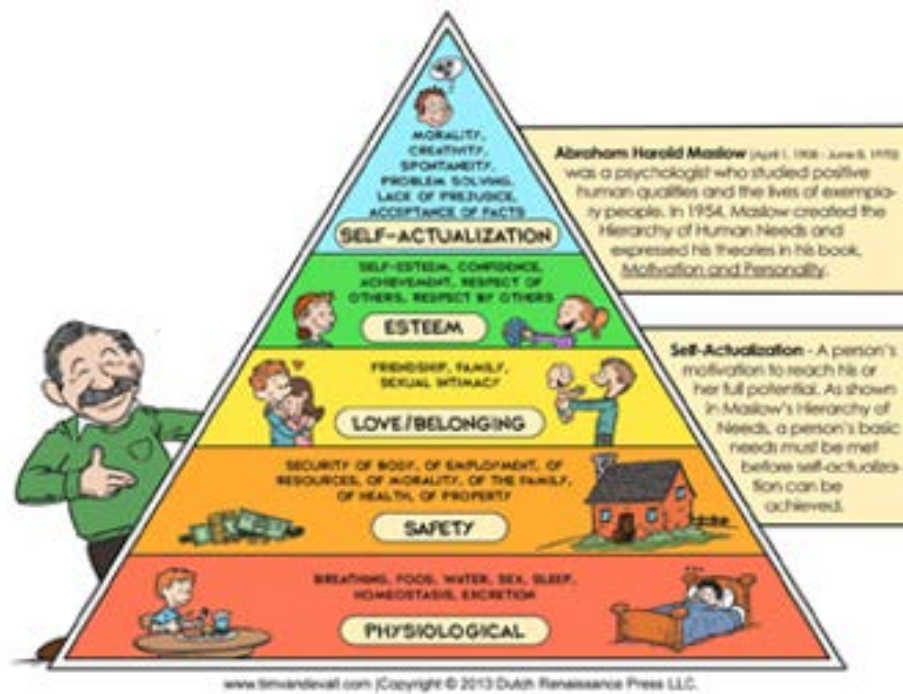 MORALITY,
CREATIVITY,
SPONTANEITY,
PROBLEM SOLVING,
LACK OF PREJUDICE,
ACCEPTANCE OF FACTS
SELF-ACTUALIZATION
SELF-ESTEEM, CONFIDENCE,
ACHIEVEMENT, RESPECT OF
OTHERS, RESPECT BY OTHERS
ESTEEM
FRIENDSHIP, FAMILY,
SEXUAL INTIMACY
LOVE/BELONGING
SECURITY OF BODY, OF EMPLOYMENT, OF
RESOURCES, OF MORALITY, OF THE FAMILY,
OF HEALTH, OF PROPERTY
SAFETY
BREATHING, FOOD, WATER, SEX, SLEEP,
HOMEOSTASIS, EXCRETION
PHYSIOLOGICAL
Abraham Harold Maslow (April 1, 1908 - June 8, 1970)
was a psychologist who studied positive
human qualities and the lives of exempla-
ry people. In 1954, Maslow created the
Hierarchy of Human Needs and
expressed his theories in his book,
Motivation and Personality.
Self-Actualization - A person's
motivation to reach his or
her full potential. As shown
in Maslow's Hierarchy of
Needs, a person's basic
needs must be met
before self-actualiza-
tion can be
achieved.
www.timvandevall.com | Copyright © 2013 Dutch Renaissance Press LLC.